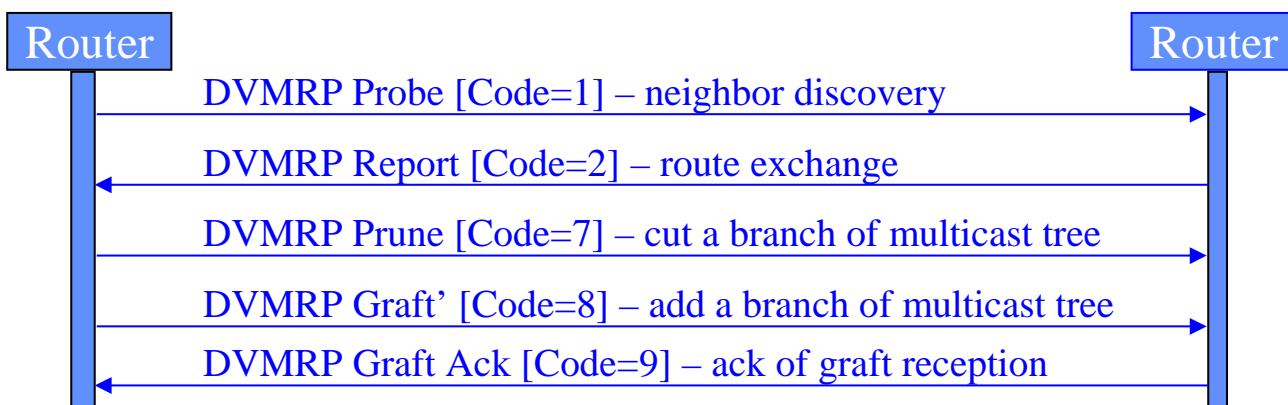 Router
Router
DVMRP Probe [Code=1] – neighbor discovery
DVMRP Report [Code=2] – route exchange
DVMRP Prune [Code=7] – cut a branch of multicast tree
DVMRP Graft’ [Code=8] – add a branch of multicast tree
DVMRP Graft Ack [Code=9] – ack of graft reception